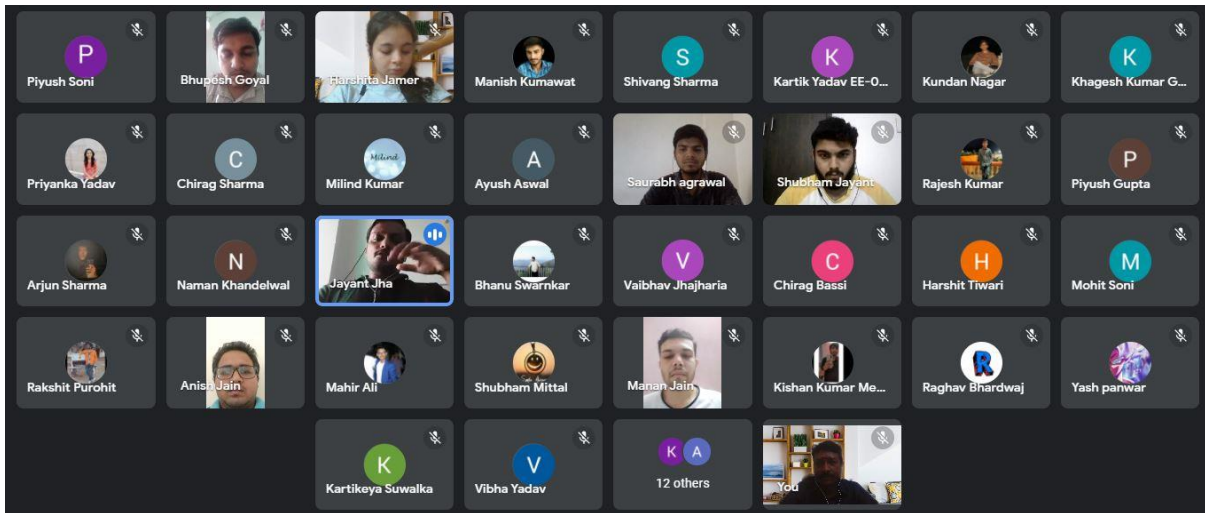 P
Piyush Soni
Bhupesh Goyal
Harshita Jamer
Manish Kumawat
S
Shivang Sharma
K
Kartik Yadav EE-0...
Kundan Nagar
K
Khagesh Kumar G...
Priyanka Yadav
C
Chirag Sharma
Milind
Milind Kumar
A
Ayush Aswal
Saurabh agrawal
Shubham Jayant
Rajesh Kumar
P
Piyush Gupta
Arjun Sharma
N
Naman Khandelwal
Jayant Jha
Bhanu Swarnkar
V
Vaibhav Jhajharia
C
Chirag Bassi
H
Harshit Tiwari
M
Mohit Soni
Rakshit Purohit
Anish Jain
Mahir Ali
Shubham Mittal
Manan Jain
Kishan Kumar Me...
R
Raghav Bhardwaj
Yash panwar
K
Kartikeya Suwalka
V
Vibha Yadav
K A
12 others
You